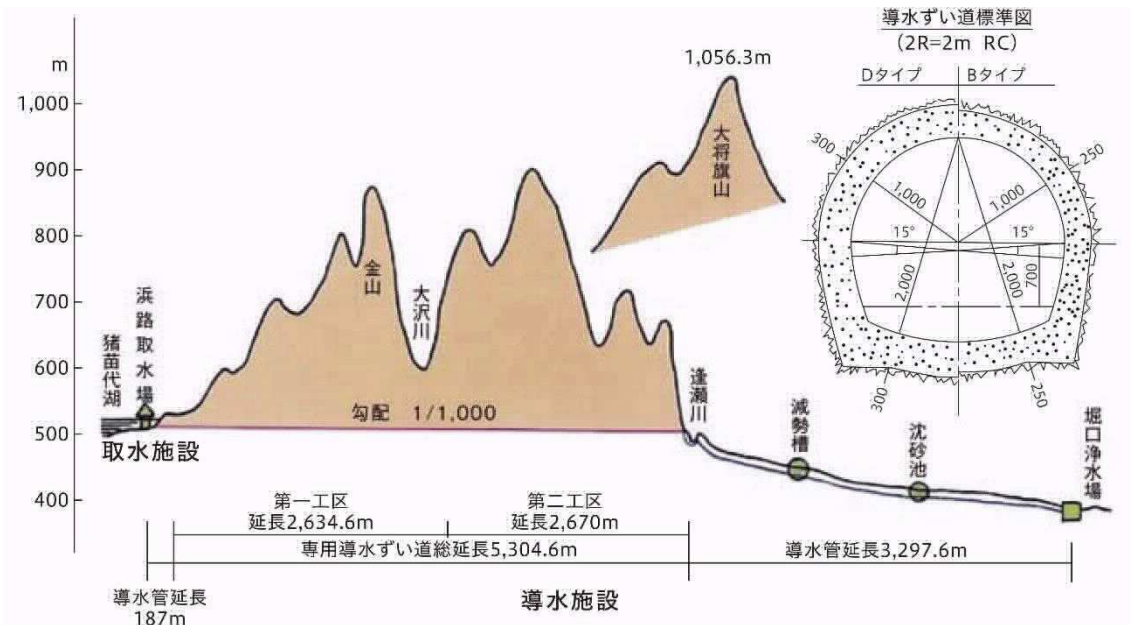 導水ずい道標準図
(2R=2m RC)
Dタイプ Bタイプ
300
250
1,000
1,000
15°
15°
2,000
2,000
700
300
250
m
1,000
900
800
700
600
500
400
1,056.3m
大将旗山
金山
大沢川
猪苗代湖
浜路取水場
取水施設
勾配 1/1,000
逢瀬川
減勢槽
沈砂池
堀口浄水場
第一工区
延長2,634.6m
第二工区
延長2,670m
専用導水ずい道総延長5,304.6m
導水管延長3,297.6m
導水管延長
187m
導水施設